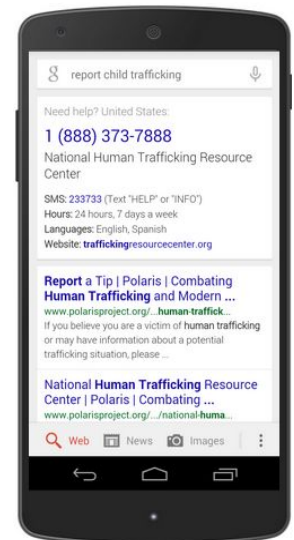 8 report child trafficking
Need help? United States:
1 (888) 373-7888
National Human Trafficking Resource
Center
SMS: 233733 (Text "HELP" or "INFO")
Hours: 24 hours, 7 days a week
Languages: English, Spanish
Website: traffickingresourcecenter.org
Report a Tip | Polaris | Combating
Human Trafficking and Modern ...
www.polarisproject.org/...human-traffick...
If you believe you are a victim of human trafficking
or may have information about a potential
trafficking situation, please ...
National Human Trafficking Resource
Center | Polaris | Combating ...
www.polarisproject.org/.../national-huma...
Web News Images